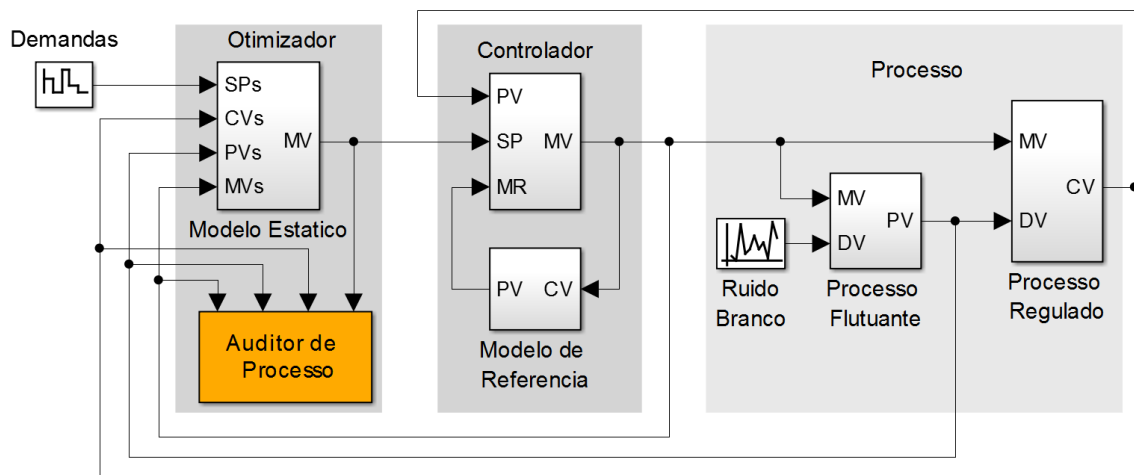 Demandas
Otimizador
SPs
CVs
PVs
MVs
MV
Modelo Estatico
Auditor de
Processo
Controlador
PV
SP
MR
MV
PV
CV
Modelo de
Referencia
Processo
MV
DV
PV
Ruido
Branco
Processo
Flutuante
MV
DV
CV
Processo
Regulado